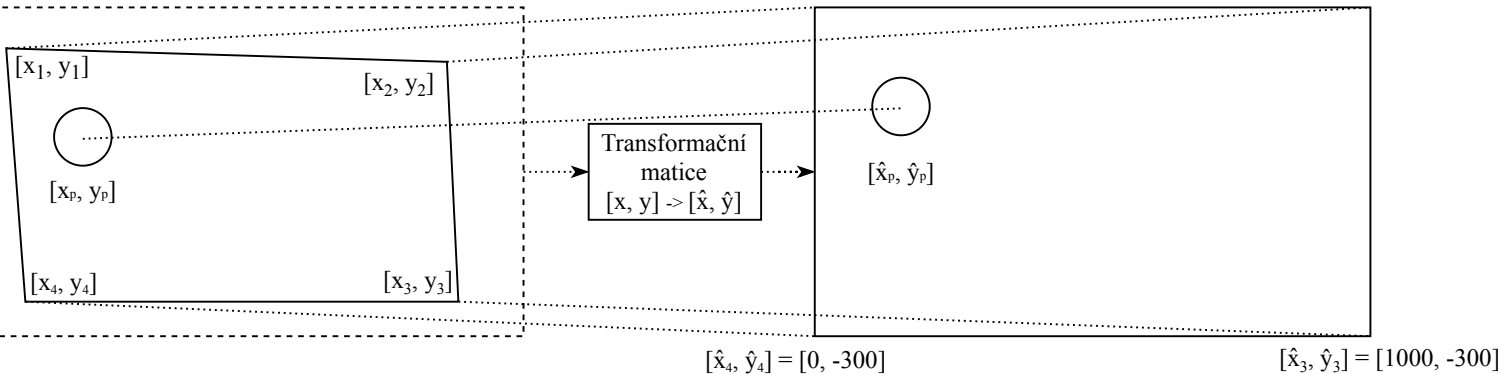 [x₁, y₁]
[x₂, y₂]
[xₚ, yₚ]
[x₄, y₄]
[x₃, y₃]
Transformační
matice
[x, y] -> [x̂, ŷ]
[x̂ₚ, ŷₚ]
[x̂₄, ŷ₄] = [0, -300]
[x̂₃, ŷ₃] = [1000, -300]